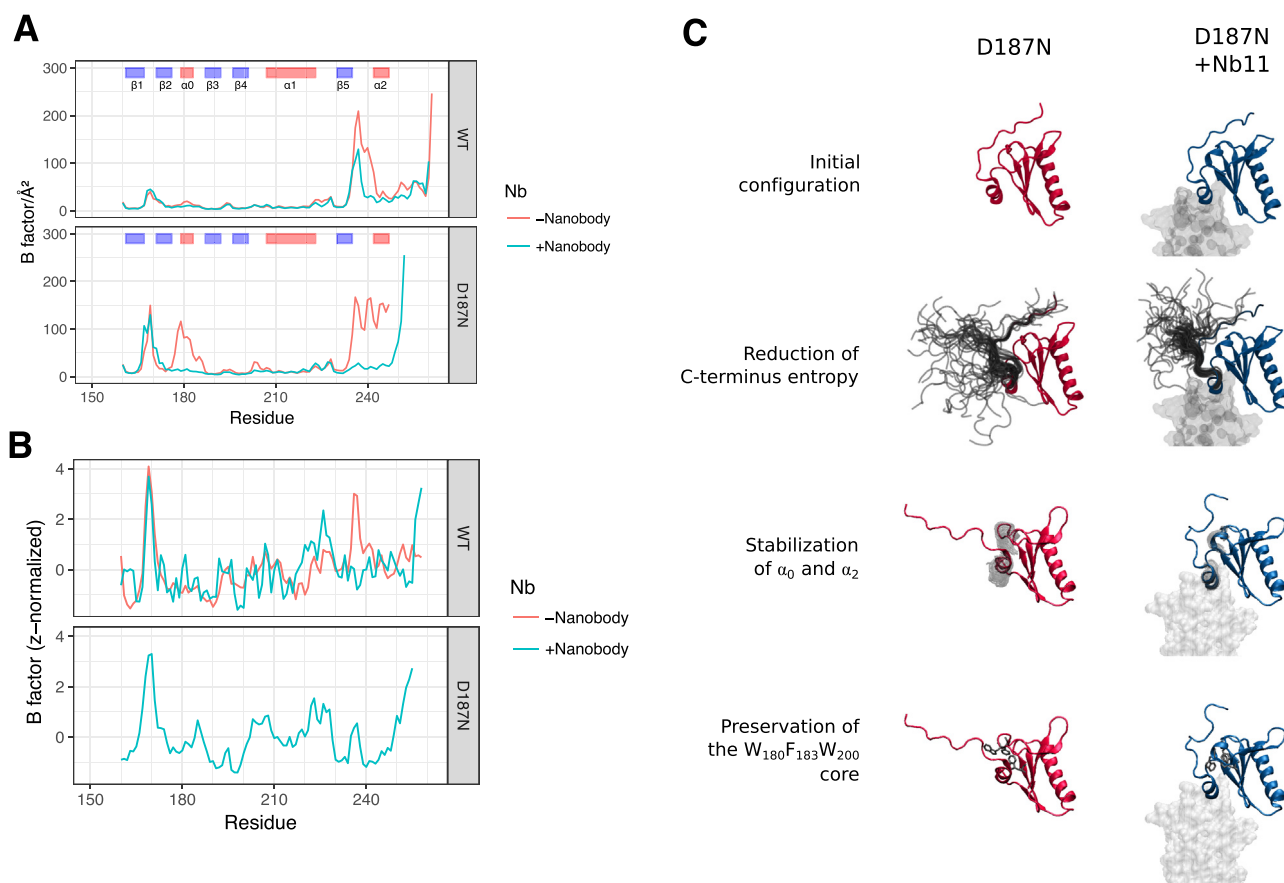 A
B factor/Å²
300
200
100
0
β1
β2
α0
β3
β4
α1
β5
α2
WT
300
200
100
0
D187N
150
180
210
240
Residue
Nb
−Nanobody
+Nanobody
B
B factor (z−normalized)
4
2
0
WT
4
2
0
D187N
150
180
210
240
Residue
Nb
−Nanobody
+Nanobody
C
D187N
D187N
+Nb11
Initial
configuration
Reduction of
C-terminus entropy
Stabilization
of α₀ and α₂
Preservation of
the W₁₈₀F₁₈₃W₂₀₀
core